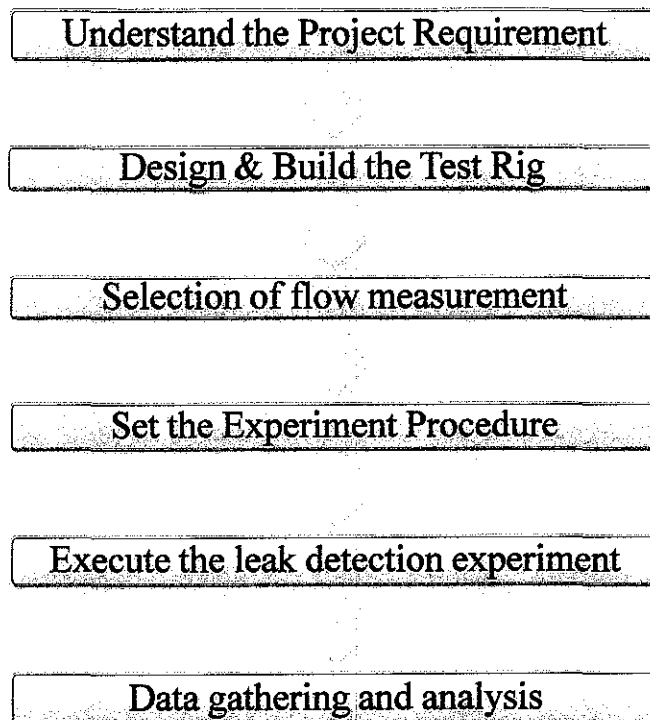 Understand the Project Requirement
Design & Build the Test Rig
Selection of flow measurement
Set the Experiment Procedure
Execute the leak detection experiment
Data gathering and analysis